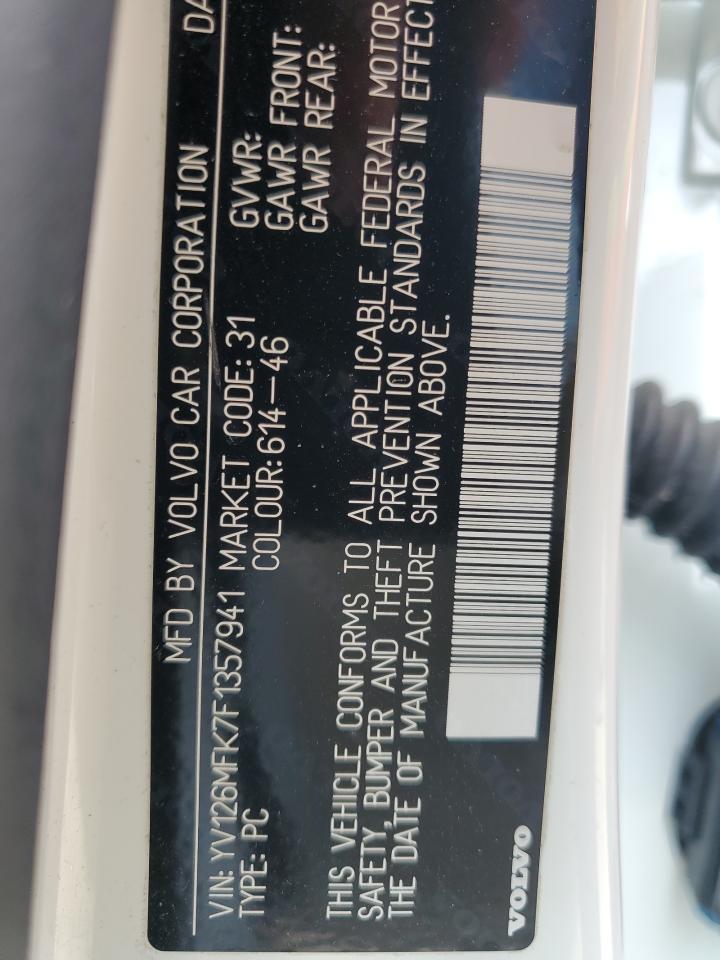 MFD BY VOLVO CAR CORPORATION DA
VIN: YV126MFK7F1357941 MARKET CODE: 31 GVWR:
TYPE: PC COLOUR: 614-46 GAWR FRONT:
GAWR REAR:
THIS VEHICLE CONFORMS TO ALL APPLICABLE FEDERAL MOTOR
SAFETY, BUMPER AND THEFT PREVENTION STANDARDS IN EFFECT
THE DATE OF MANUFACTURE SHOWN ABOVE.
VOLVO